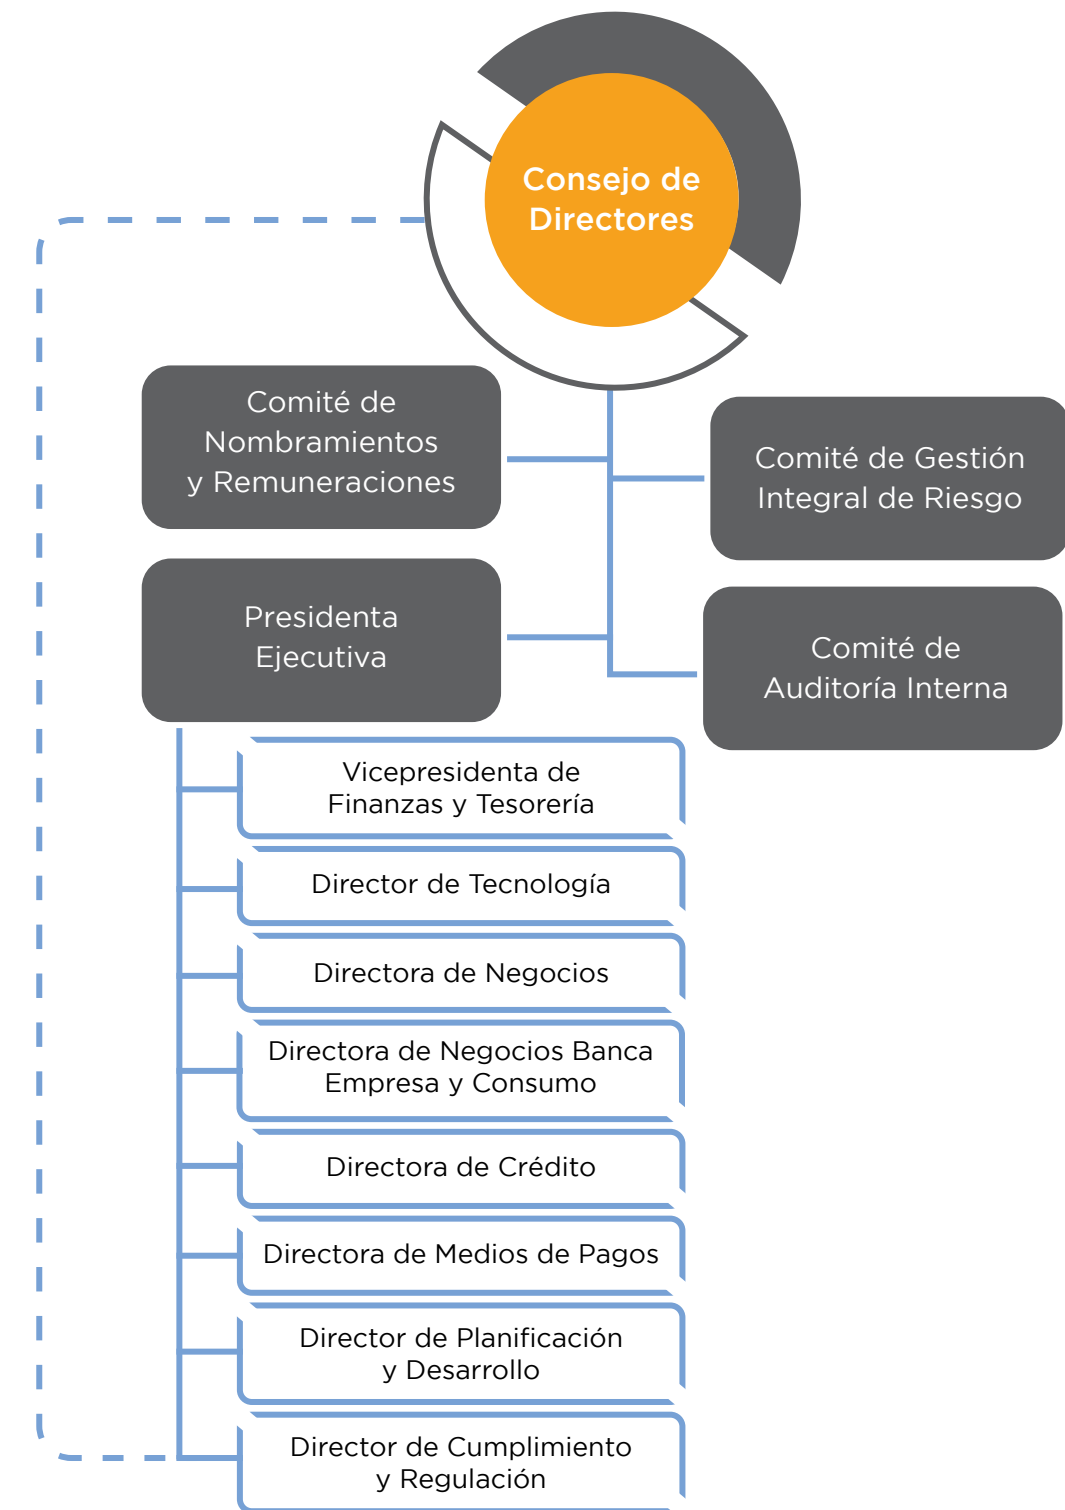 Consejo de
Directores
Comité de
Nombramientos
y Remuneraciones
Comité de Gestión
Integral de Riesgo
Presidenta
Ejecutiva
Comité de
Auditoría Interna
Vicepresidenta de
Finanzas y Tesorería
Director de Tecnología
Directora de Negocios
Directora de Negocios Banca
Empresa y Consumo
Directora de Crédito
Directora de Medios de Pagos
Director de Planificación
y Desarrollo
Director de Cumplimiento
y Regulación